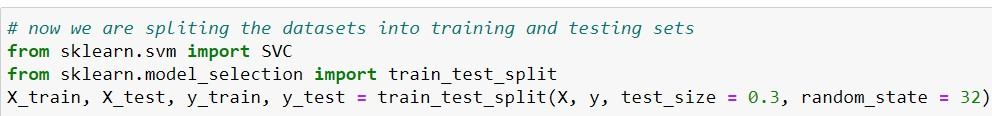 # now we are spliting the datasets into training and testing sets
from sklearn.svm import SVC
from sklearn.model_selection import train_test_split
X_train, X_test, y_train, y_test = train_test_split(X, y, test_size = 0.3, random_state = 32)